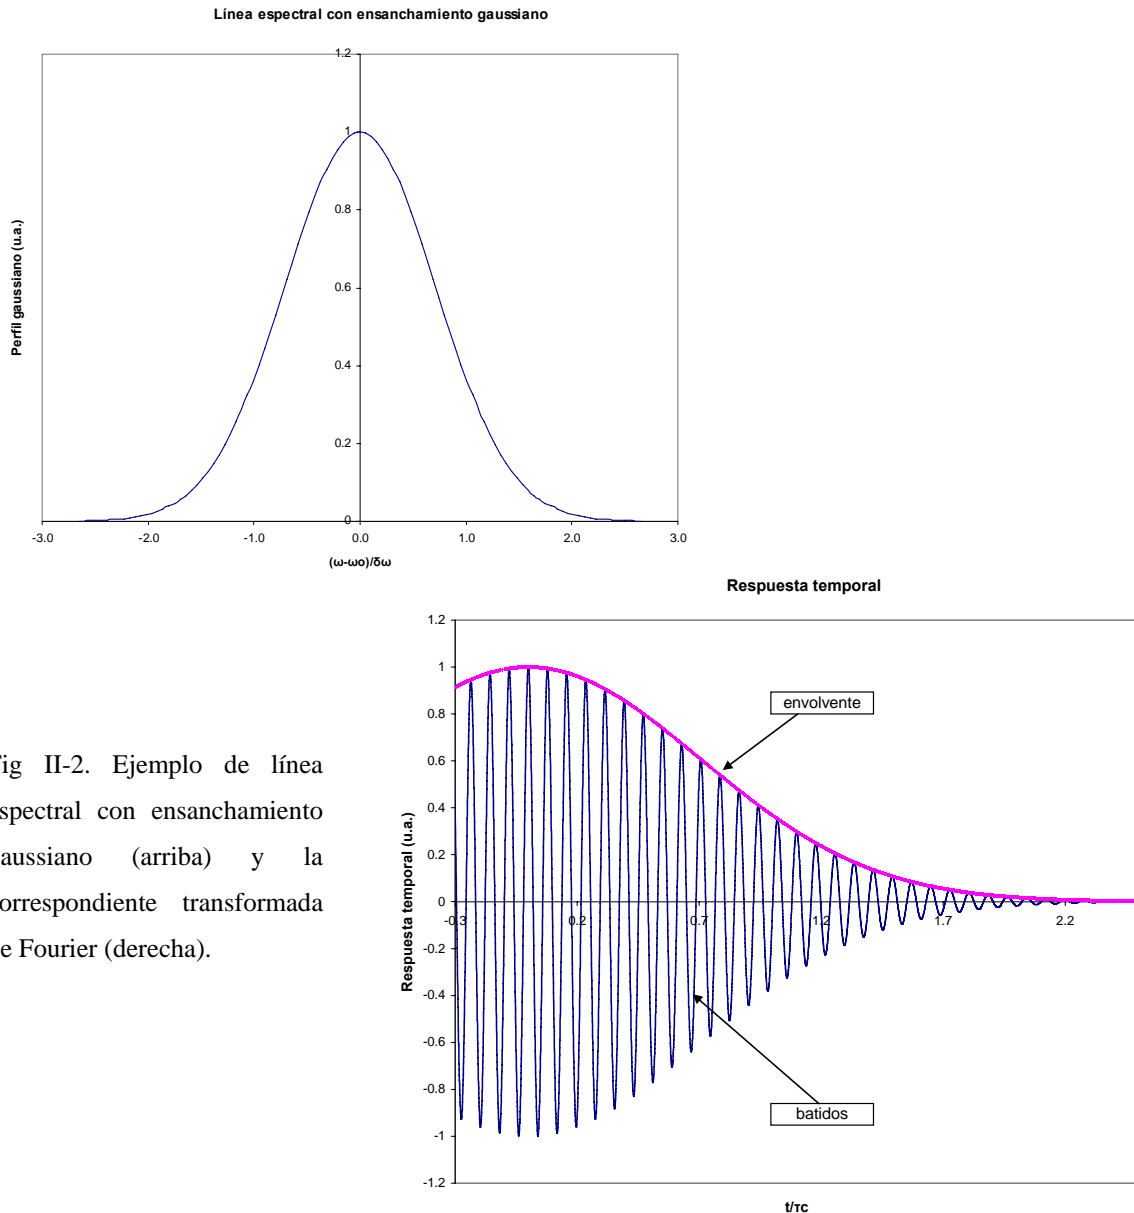 Línea espectral con ensanchamiento gaussiano
Perfil gaussiano (u.a.)
1.2
1
0.8
0.6
0.4
0.2
0
-3.0 -2.0 -1.0 0.0 1.0 2.0 3.0
(ω-ωo)/δω
Respuesta temporal
Respuesta temporal (u.a.)
1.2
1
0.8
0.6
0.4
0.2
0
-0.2
-0.4
-0.6
-0.8
-1
-1.2
-0.3 0.2 0.7 1.2 1.7 2.2
envolvente
batidos
t/τc
ig II-2. Ejemplo de línea
spectral con ensanchamiento
aussiano (arriba) y la
orrespondiente transformada
e Fourier (derecha).